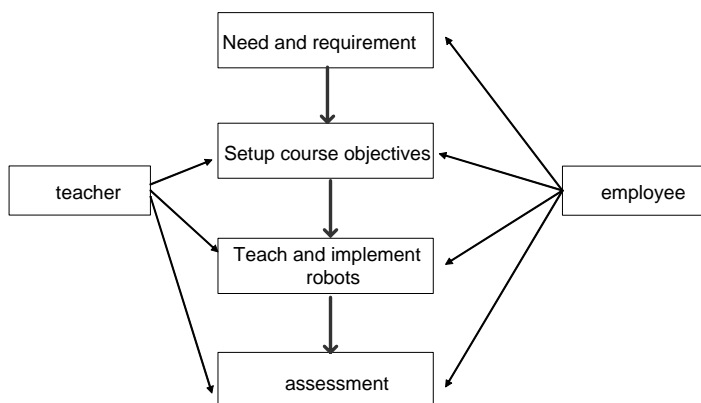 Need and requirement
Setup course objectives
teacher
employee
Teach and implement
robots
assessment